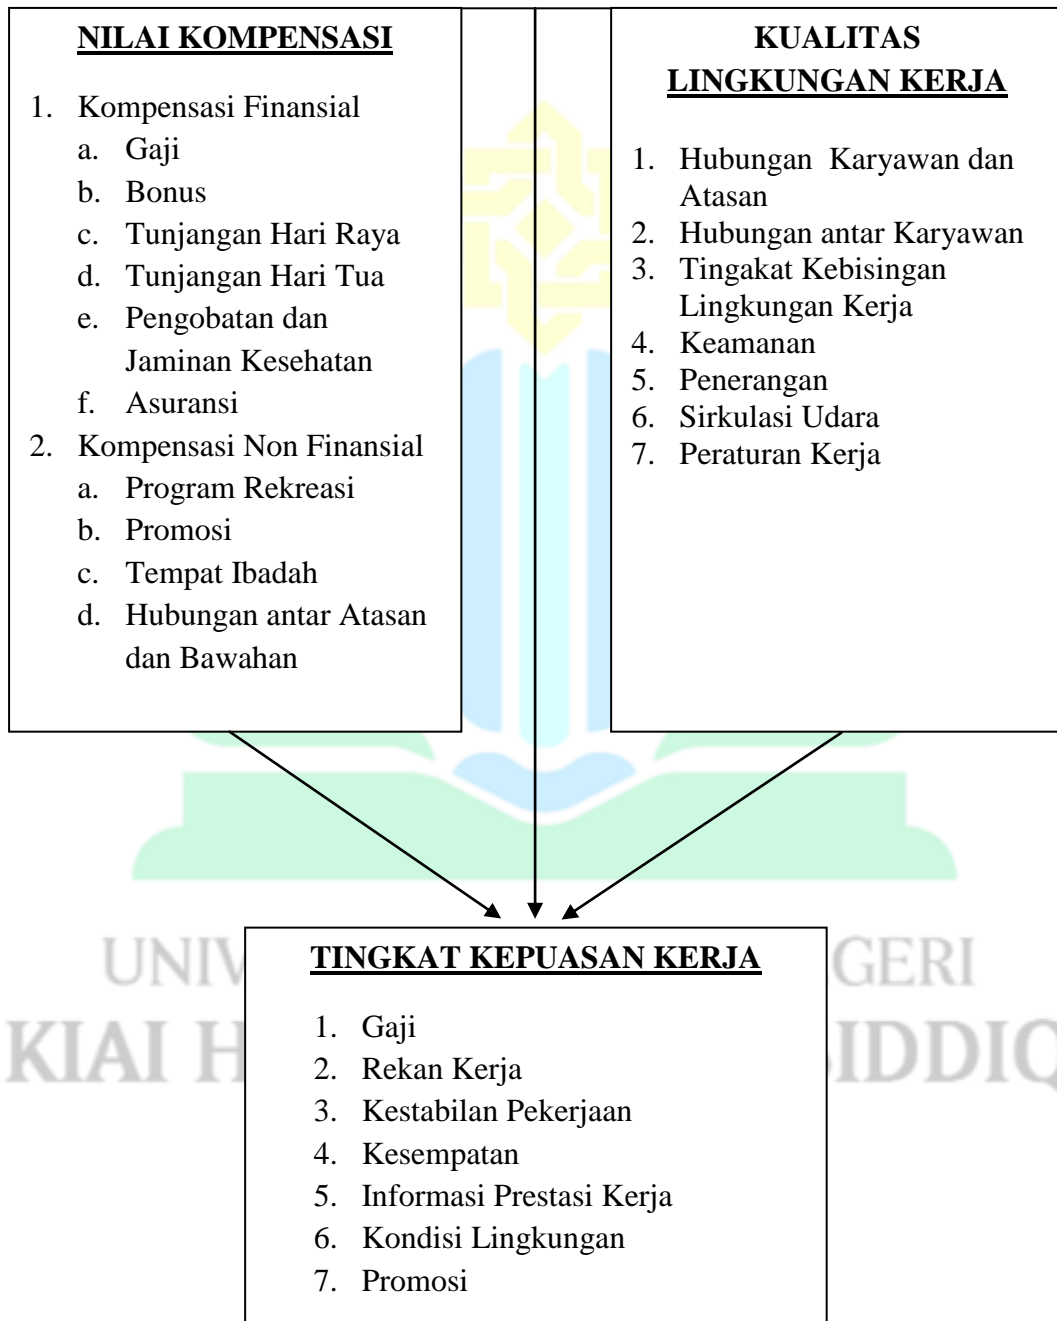 NILAI KOMPENSASI
1. Kompensasi Finansial
a. Gaji
b. Bonus
c. Tunjangan Hari Raya
d. Tunjangan Hari Tua
e. Pengobatan dan
Jaminan Kesehatan
f. Asuransi
2. Kompensasi Non Finansial
a. Program Rekreasi
b. Promosi
c. Tempat Ibadah
d. Hubungan antar Atasan
dan Bawahan
KUALITAS
LINGKUNGAN KERJA
1. Hubungan Karyawan dan
Atasan
2. Hubungan antar Karyawan
3. Tingakat Kebisingan
Lingkungan Kerja
4. Keamanan
5. Penerangan
6. Sirkulasi Udara
7. Peraturan Kerja
TINGKAT KEPUASAN KERJA
1. Gaji
2. Rekan Kerja
3. Kestabilan Pekerjaan
4. Kesempatan
5. Informasi Prestasi Kerja
6. Kondisi Lingkungan
7. Promosi
KIAI